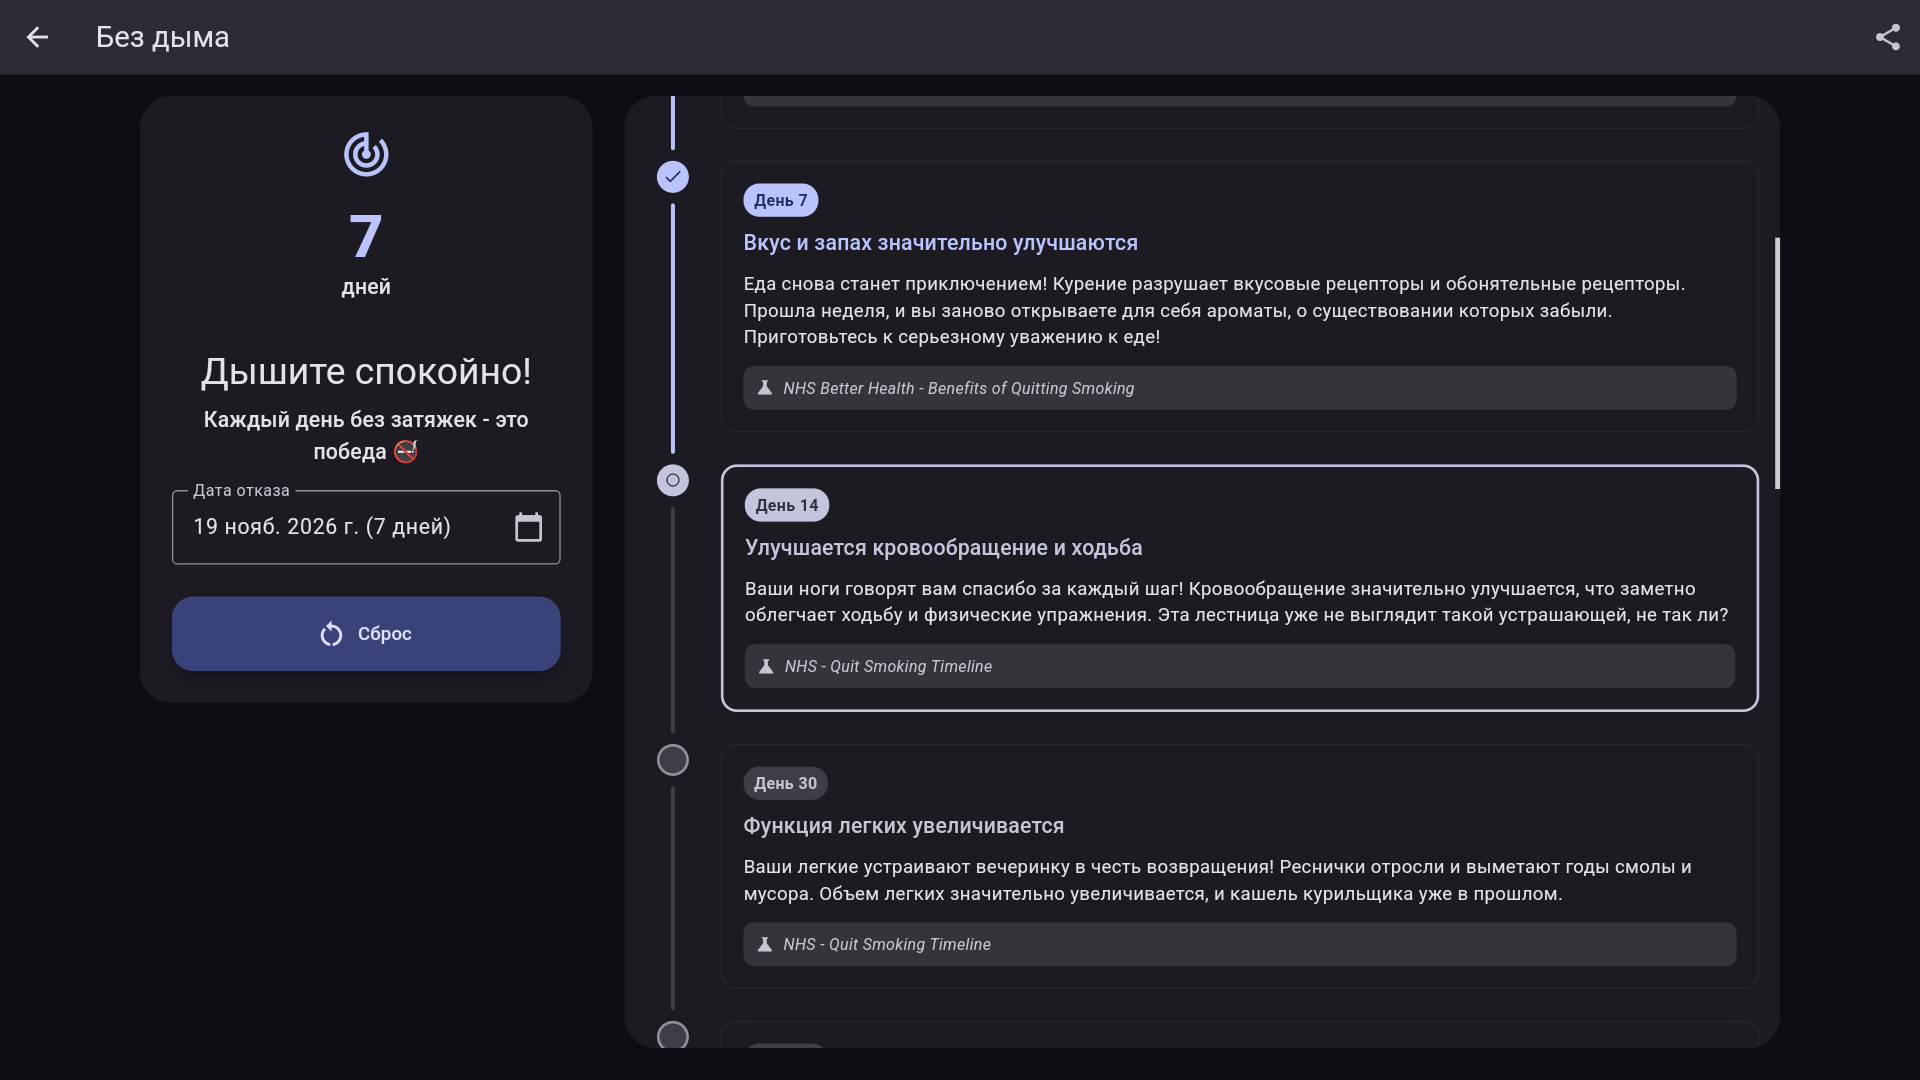 Без дыма
7
дней
Дышите спокойно!
Каждый день без затяжек - это
победа 🚭
Дата отказа
19 нояб. 2026 г. (7 дней)
Сброс
День 7
Вкус и запах значительно улучшаются
Еда снова станет приключением! Курение разрушает вкусовые рецепторы и обонятельные рецепторы.
Прошла неделя, и вы заново открываете для себя ароматы, о существовании которых забыли.
Приготовьтесь к серьезному уважению к еде!
NHS Better Health - Benefits of Quitting Smoking
День 14
Улучшается кровообращение и ходьба
Ваши ноги говорят вам спасибо за каждый шаг! Кровообращение значительно улучшается, что заметно
облегчает ходьбу и физические упражнения. Эта лестница уже не выглядит такой устрашающей, не так ли?
NHS - Quit Smoking Timeline
День 30
Функция легких увеличивается
Ваши легкие устраивают вечеринку в честь возвращения! Реснички отросли и выметают годы смолы и
мусора. Объем легких значительно увеличивается, и кашель курильщика уже в прошлом.
NHS - Quit Smoking Timeline